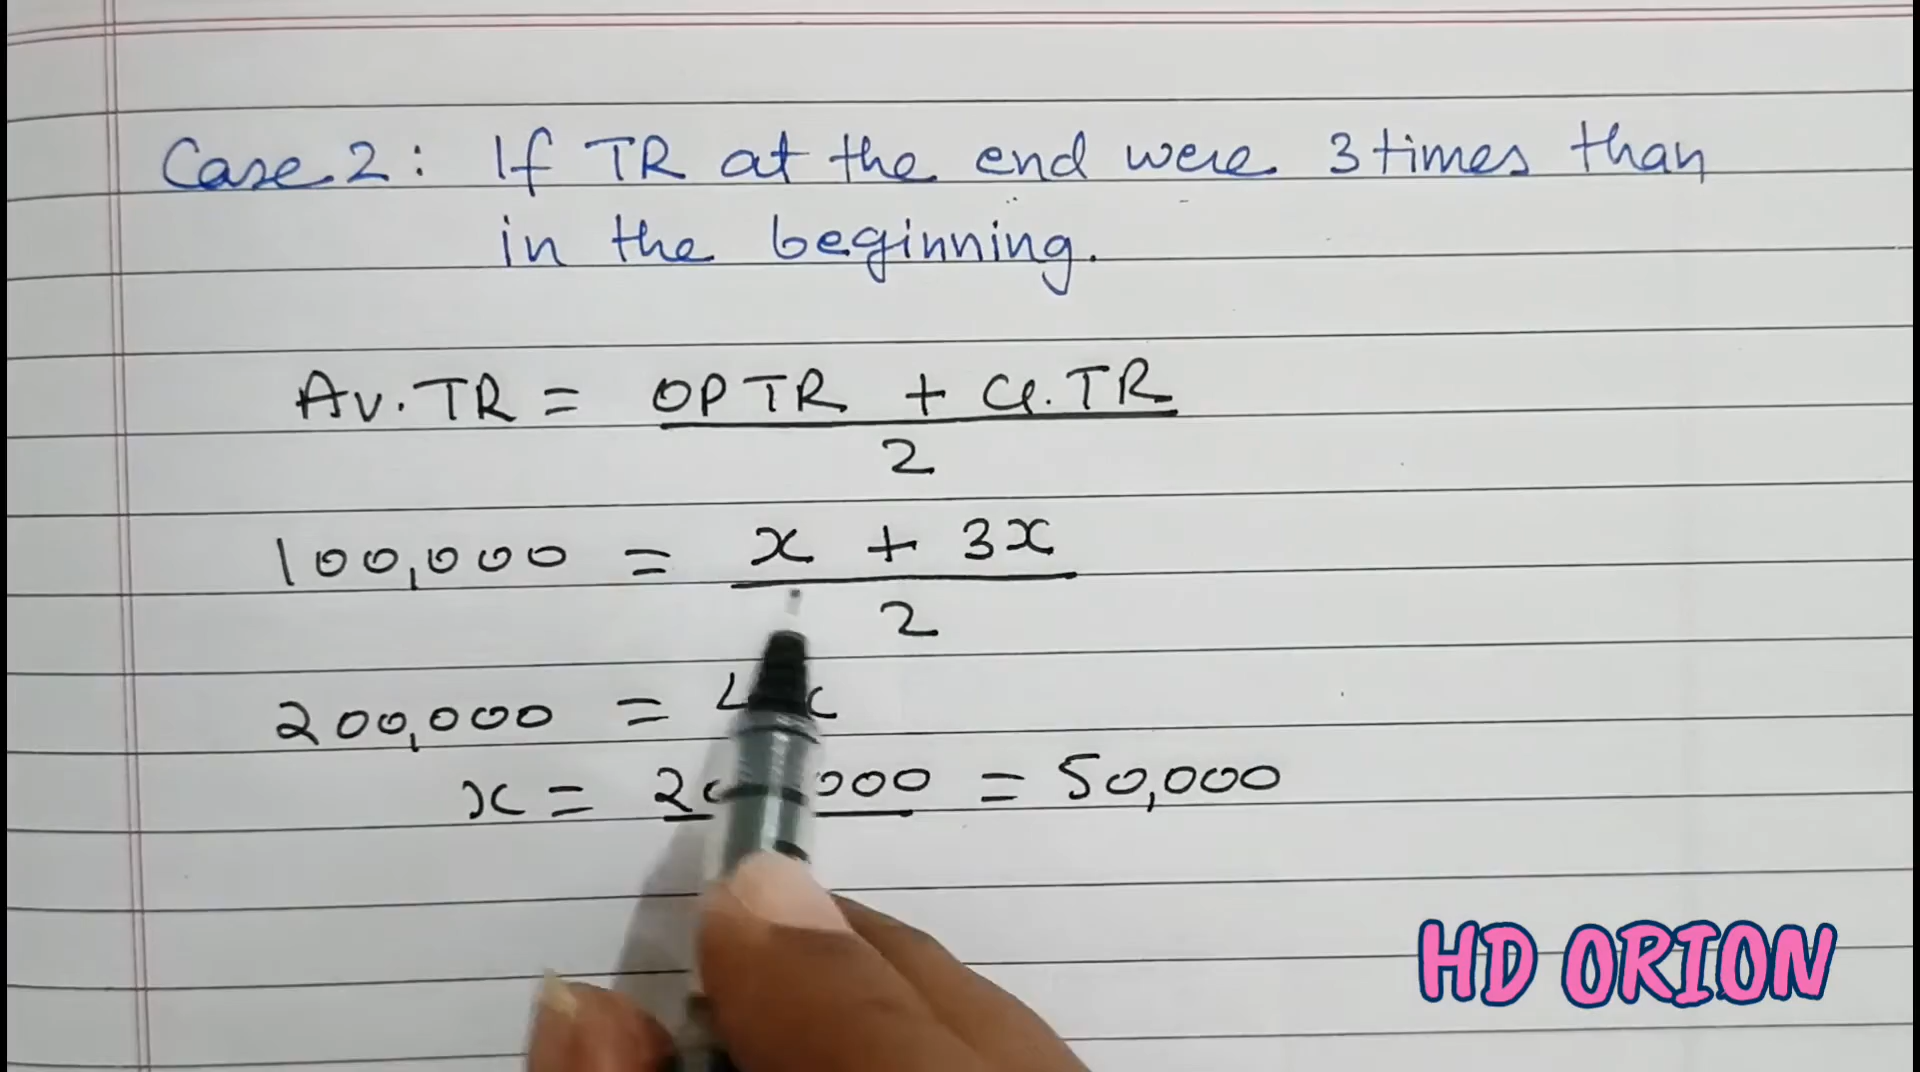 Case 2: If TR at the end were 3 times than
in the beginning.
Av. TR = OP TR + Cl. TR
2
100,000 = x + 3x
2
200,000 =
x = = 50,000
HD ORION